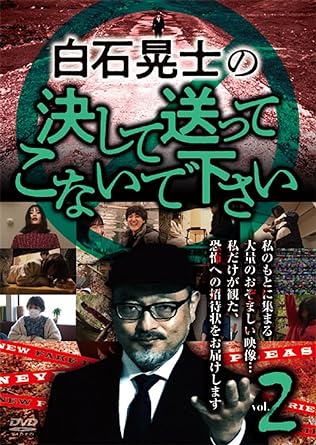 白石晃士の
決して送って
こないで下さい
私のもとに集まる
大量のおぞましい映像…
私だけが観た、
恐怖への招待状をお届けします
vol.2
DVD